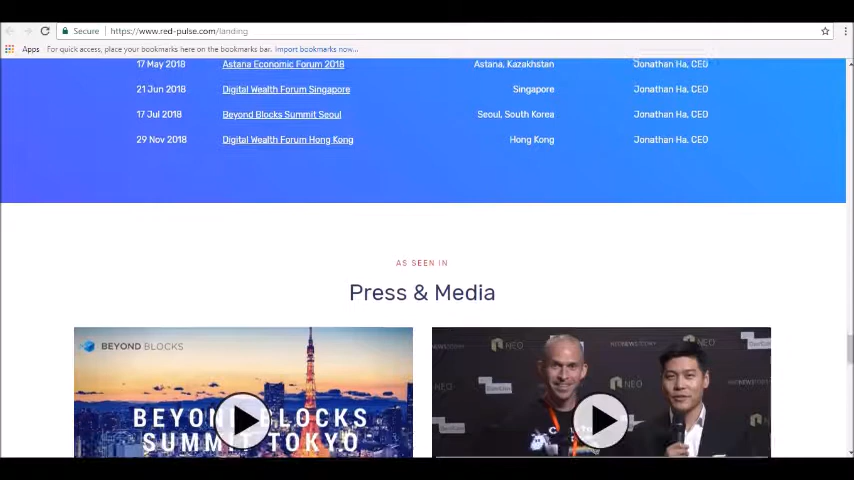 Secure https://www.red-pulse.com/landing
Apps For quick access, place your bookmarks here on the bookmarks bar. Import bookmarks now...
17 May 2018 Astana Economic Forum 2018 Astana, Kazakhstan Jonathan Ha, CEO
21 Jun 2018 Digital Wealth Forum Singapore Singapore Jonathan Ha, CEO
17 Jul 2018 Beyond Blocks Summit Seoul Seoul, South Korea Jonathan Ha, CEO
29 Nov 2018 Digital Wealth Forum Hong Kong Hong Kong Jonathan Ha, CEO
AS SEEN IN
Press & Media
BEYOND BLOCKS
BEYOND BLOCKS
SUMMIT TOKYO
NEO
NEO
NEO